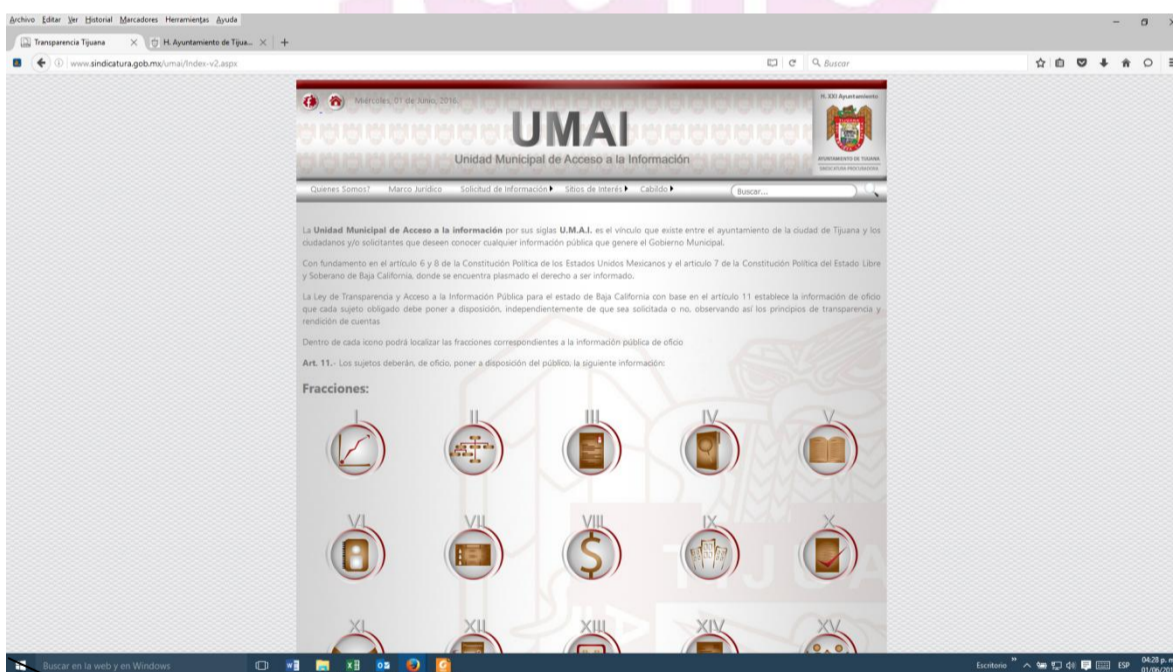 Archivo Editar Ver Historial Marcadores Herramientas Ayuda
Transparencia Tijuana
H. Ayuntamiento de Tijua...
www.sindicatura.gob.mx/umai/Index-v2.aspx
Buscar
Miercoles, 01 de Junio, 2016
H. XXI Ayuntamiento
UMAI
Unidad Municipal de Acceso a la Información
AYUNTAMIENTO DE TIJUANA
SINDICATURA PROCURADORA
Quienes Somos? Marco Juridico Solicitud de Información Sitios de Interés Cabildo
Buscar...
La Unidad Municipal de Acceso a la información por sus siglas U.M.A.I. es el vínculo que existe entre el ayuntamiento de la ciudad de Tijuana y los
ciudadanos y/o solicitantes que deseen conocer cualquier información pública que genere el Gobierno Municipal.
Con fundamento en el artículo 6 y 8 de la Constitución Política de los Estados Unidos Mexicanos y el articulo 7 de la Constitución Política del Estado Libre
y Soberano de Baja California, donde se encuentra plasmado el derecho a ser informado.
La Ley de Transparencia y Acceso a la Información Pública para el estado de Baja California con base en el artículo 11 establece la información de oficio
que cada sujeto obligado debe poner a disposición, independientemente de que sea solicitada o no, observando así los principios de transparencia y
rendición de cuentas
Dentro de cada icono podrá localizar las fracciones correspondientes a la información pública de oficio
Art. 11.- Los sujetos deberán, de oficio, poner a disposición del público, la siguiente información:
Fracciones:
I II III IV V
VI VII VIII IX X
XI XII XIII XIV XV
TIJUA
Buscar en la web y en Windows
Escritorio
ESP
04:28 p.m.